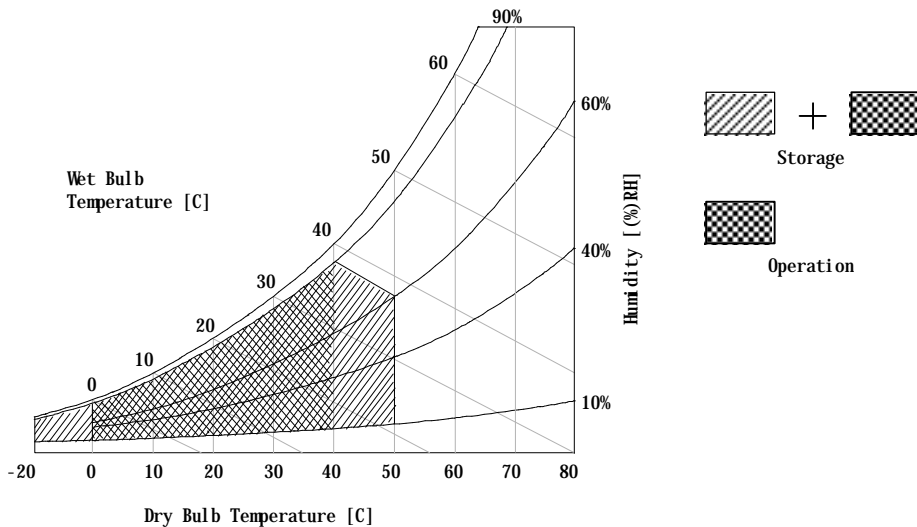 90%
60
60%
50
Wet Bulb
Temperature [C]
Storage
40
Humidity [(%)RH]
40%
Operation
30
20
10
0
10%
-20 0 10 20 30 40 50 60 70 80
Dry Bulb Temperature [C]